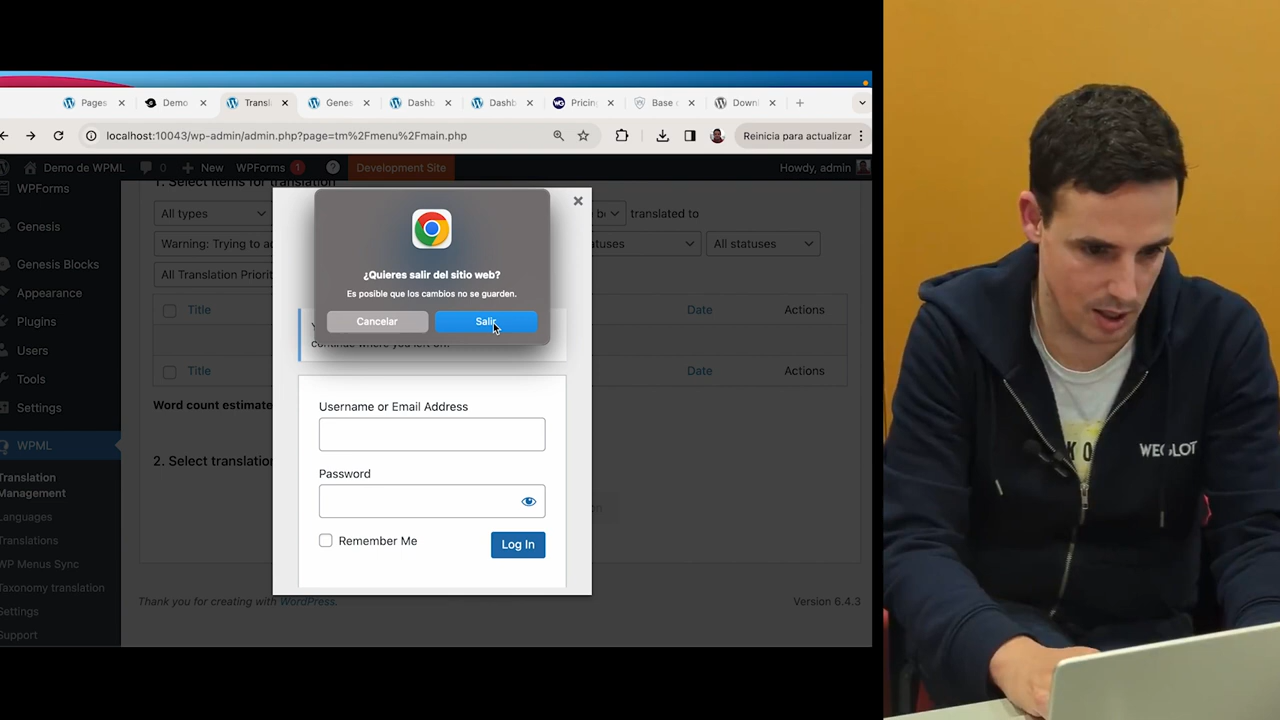 Pages
Demo
Transl
Genes
Dashb
Dashb
WG
Pricing
Base
Downl
localhost:10043/wp-admin/admin.php?page=tm%2Fmenu%2Fmain.php
Reinicia para actualizar
Demo de WPML
0
New
WPForms
1
Development Site
Howdy, admin
WPForms
Genesis
Genesis Blocks
Appearance
Plugins
Users
Tools
Settings
WPML
Translation
Management
Languages
Translations
WP Menus Sync
Taxonomy translation
Settings
Support
1. Select items for translation
All types
translated to
Warning: Trying to
All statuses
All Translation
Title
Date
Actions
Title
Date
Actions
Word count estimate
2. Select translation
Thank you for creating with WordPress.
Version 6.4.3
¿Quieres salir del sitio web?
Es posible que los cambios no se guarden.
Cancelar
Salir
continue where you left off.
Username or Email Address
Password
Remember Me
Log In
WEGLOT